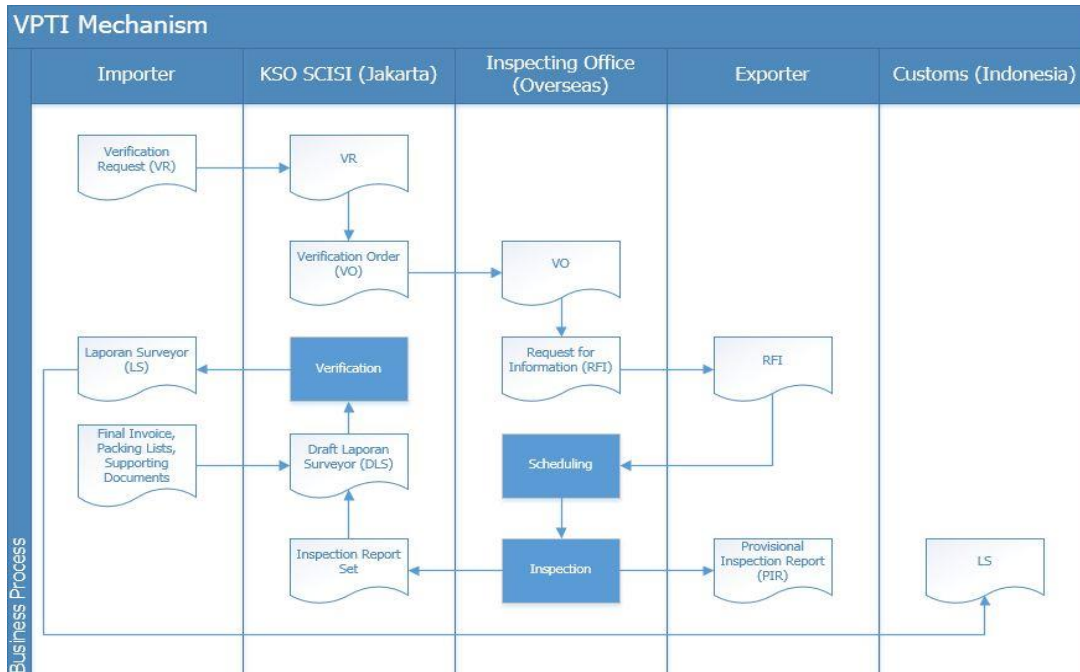 VPTI Mechanism
Importer
KSO SCISI (Jakarta)
Inspecting Office
(Overseas)
Exporter
Customs (Indonesia)
Business Process
Verification
Request (VR)
VR
Verification Order
(VO)
VO
Laporan Surveyor
(LS)
Verification
Request for
Information (RFI)
RFI
Final Invoice,
Packing Lists,
Supporting
Documents
Draft Laporan
Surveyor (DLS)
Scheduling
Inspection Report
Set
Inspection
Provisional
Inspection Report
(PIR)
LS